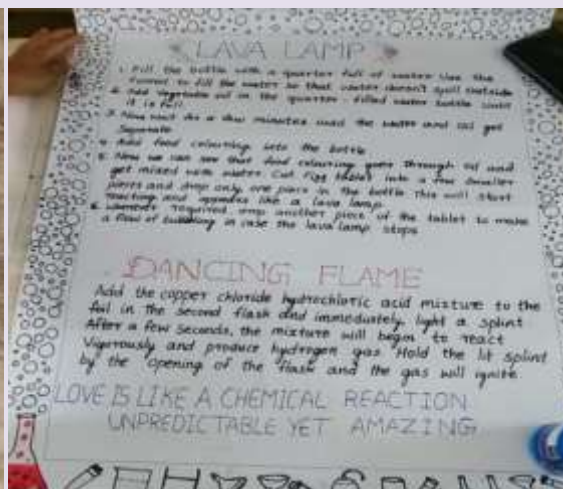 LAVA LAMP
1. Fill the bottle with a quarter full of water Use the
funnel to fill the water so that water doesn't spill outside
2. Add vegetable oil in the quarter filled water bottle until
it is full
3. Now wait for a few minutes until the water and oil get
separate
4. Add food colouring into the bottle
5. Now we can see that food colouring goes through oil and
get mixed with water Cut fizz tablet into a few smaller
pieces and drop only one piece in the bottle This will start
reacting and appears like a lava lamp
6. Whenever required drop another piece of the tablet to make
a flow of bubbling in case the lava lamp stops
DANCING FLAME
Add the copper chloride hydrochloric acid mixture to the
foil in the second flask and immediately light a splint
After a few seconds, the mixture will begin to react
Vigorously and produce hydrogen gas Hold the lit splint
by the opening of the flask and the gas will ignite
LOVE IS LIKE A CHEMICAL REACTION
UNPREDICTABLE YET AMAZING